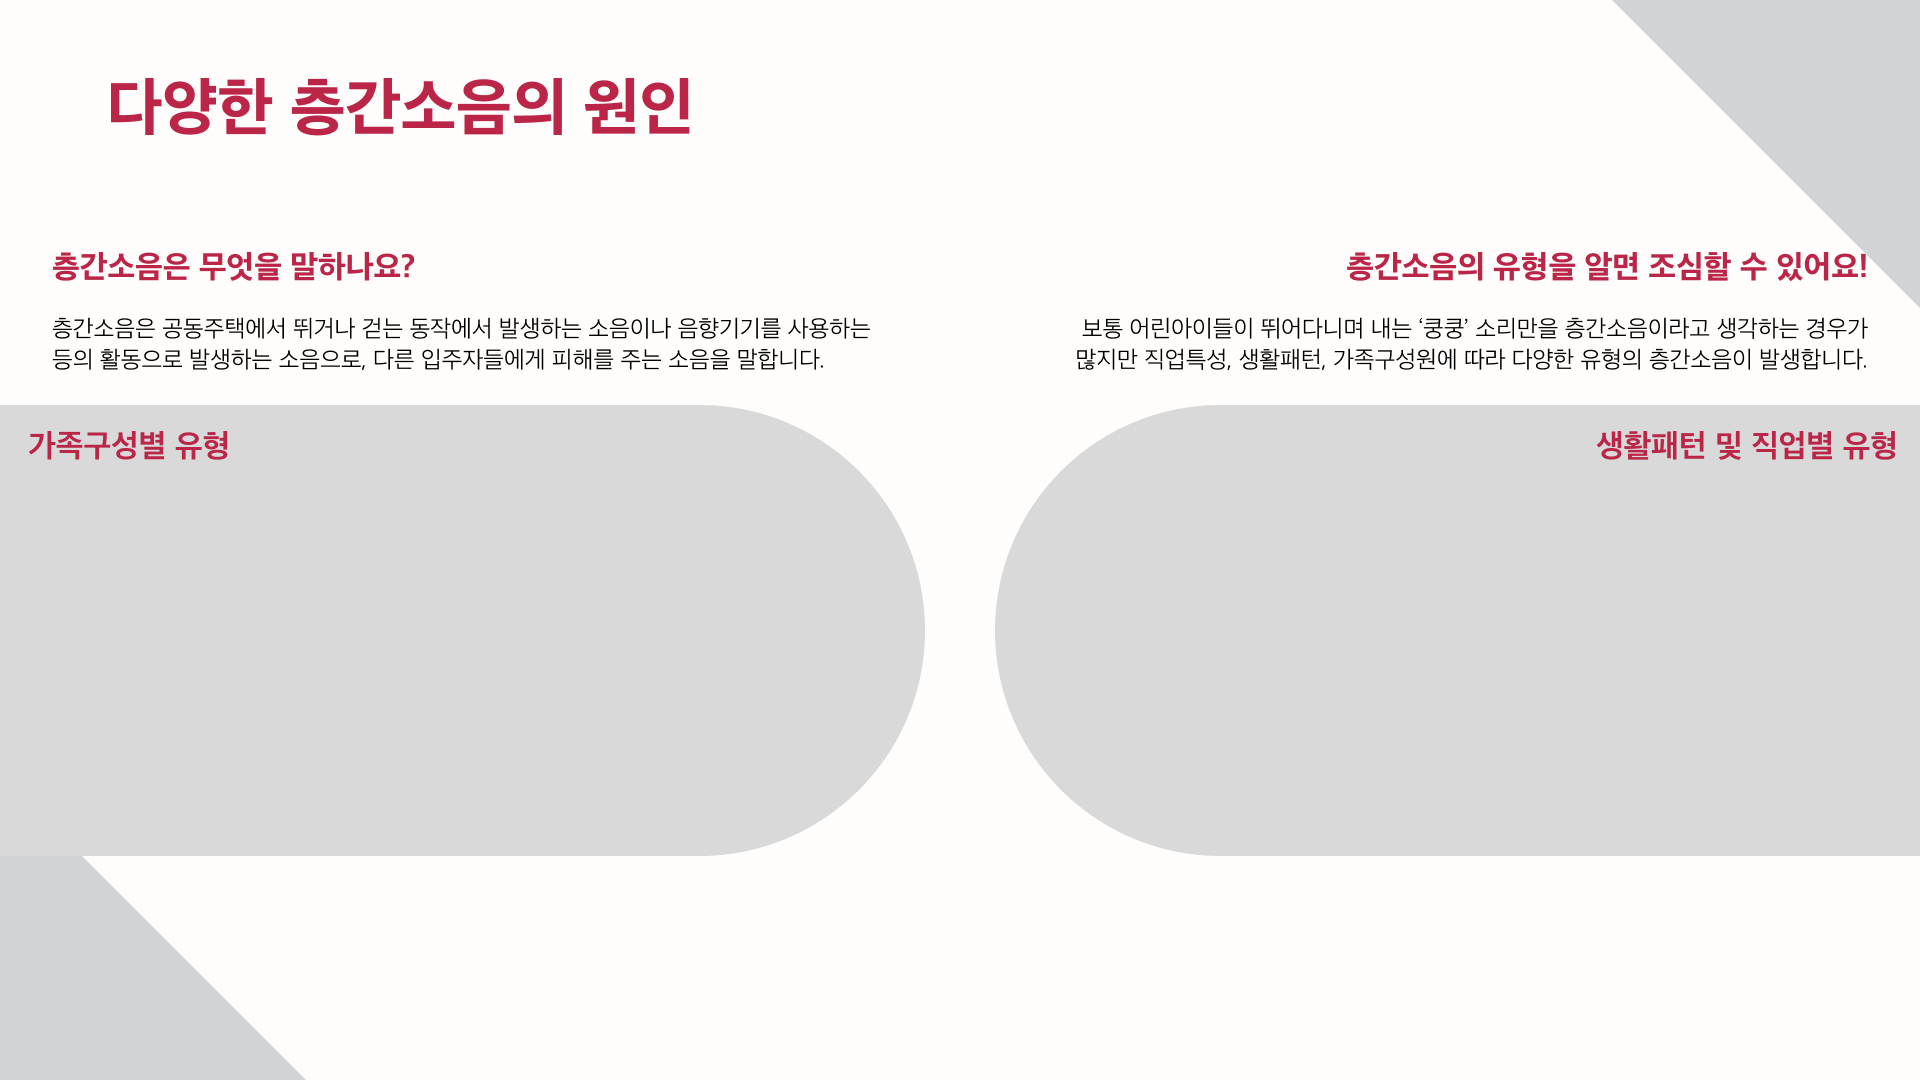 다양한 층간소음의 원인
층간소음은 무엇을 말하나요?
층간소음은 공동주택에서 뛰거나 걷는 동작에서 발생하는 소음이나 음향기기를 사용하는
등의 활동으로 발생하는 소음으로, 다른 입주자들에게 피해를 주는 소음을 말합니다.
층간소음의 유형을 알면 조심할 수 있어요!
보통 어린아이들이 뛰어다니며 내는 ‘쿵쿵’ 소리만을 층간소음이라고 생각하는 경우가
많지만 직업특성, 생활패턴, 가족구성원에 따라 다양한 유형의 층간소음이 발생합니다.
가족구성별 유형
생활패턴 및 직업별 유형